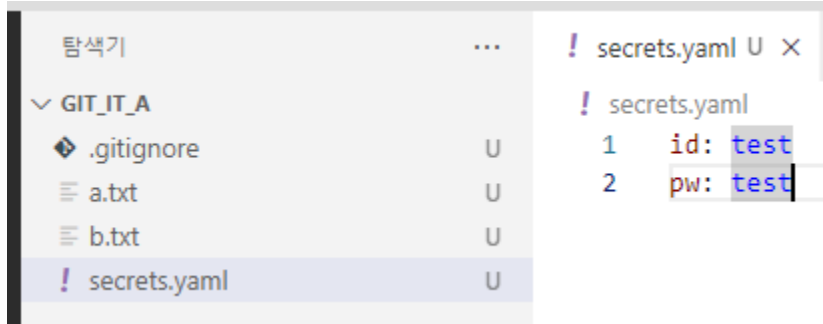 탐색기 ...
GIT_IT_A
.gitignore U
a.txt U
b.txt U
! secrets.yaml U
! secrets.yaml U ×
! secrets.yaml
1 id: test
2 pw: test